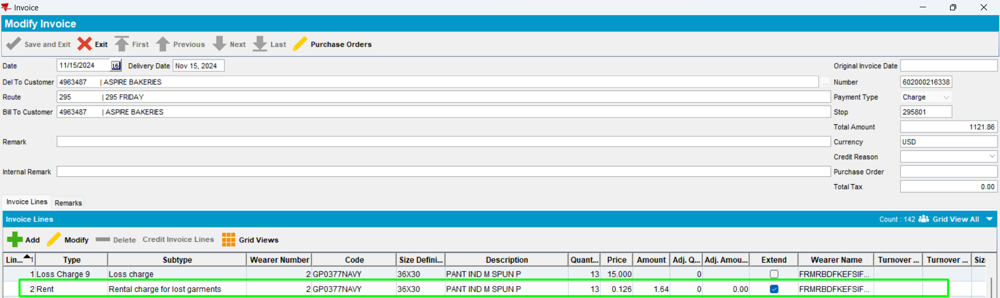 Invoice
Modify Invoice
Save and Exit Exit First Previous Next Last Purchase Orders
Date 11/15/2024 16 Delivery Date Nov 15, 2024 Original Invoice Date
Del To Customer 4963487 | ASPIRE BAKERIES ... Number 602000216338
Route 295 | 295 FRIDAY Payment Type Charge
Bill To Customer 4963487 | ASPIRE BAKERIES Stop 295801
Total Amount 1121.86
Remark Currency USD
Credit Reason
Internal Remark Purchase Order
Total Tax 0.00
Invoice Lines Remarks
Invoice Lines Count : 142 Grid View All
Add Modify Delete Credit Invoice Lines Grid Views
Lin... 1 Type Subtype Wearer Number Code Size Defini... Description Quant... Price Amount Adj. Q... Adj. Amou... Extend Wearer Name Turnover ... Turnover ... Siz
1 Loss Charge 9 Loss charge 2 GP0377NAVY 36X30 PANT IND M SPUN P 13 15.000 0 FRMRBDFKEFSIF...
2 Rent Rental charge for lost garments 2 GP0377NAVY 36X30 PANT IND M SPUN P 13 0.126 1.64 0 0.00 FRMRBDFKEFSIF...